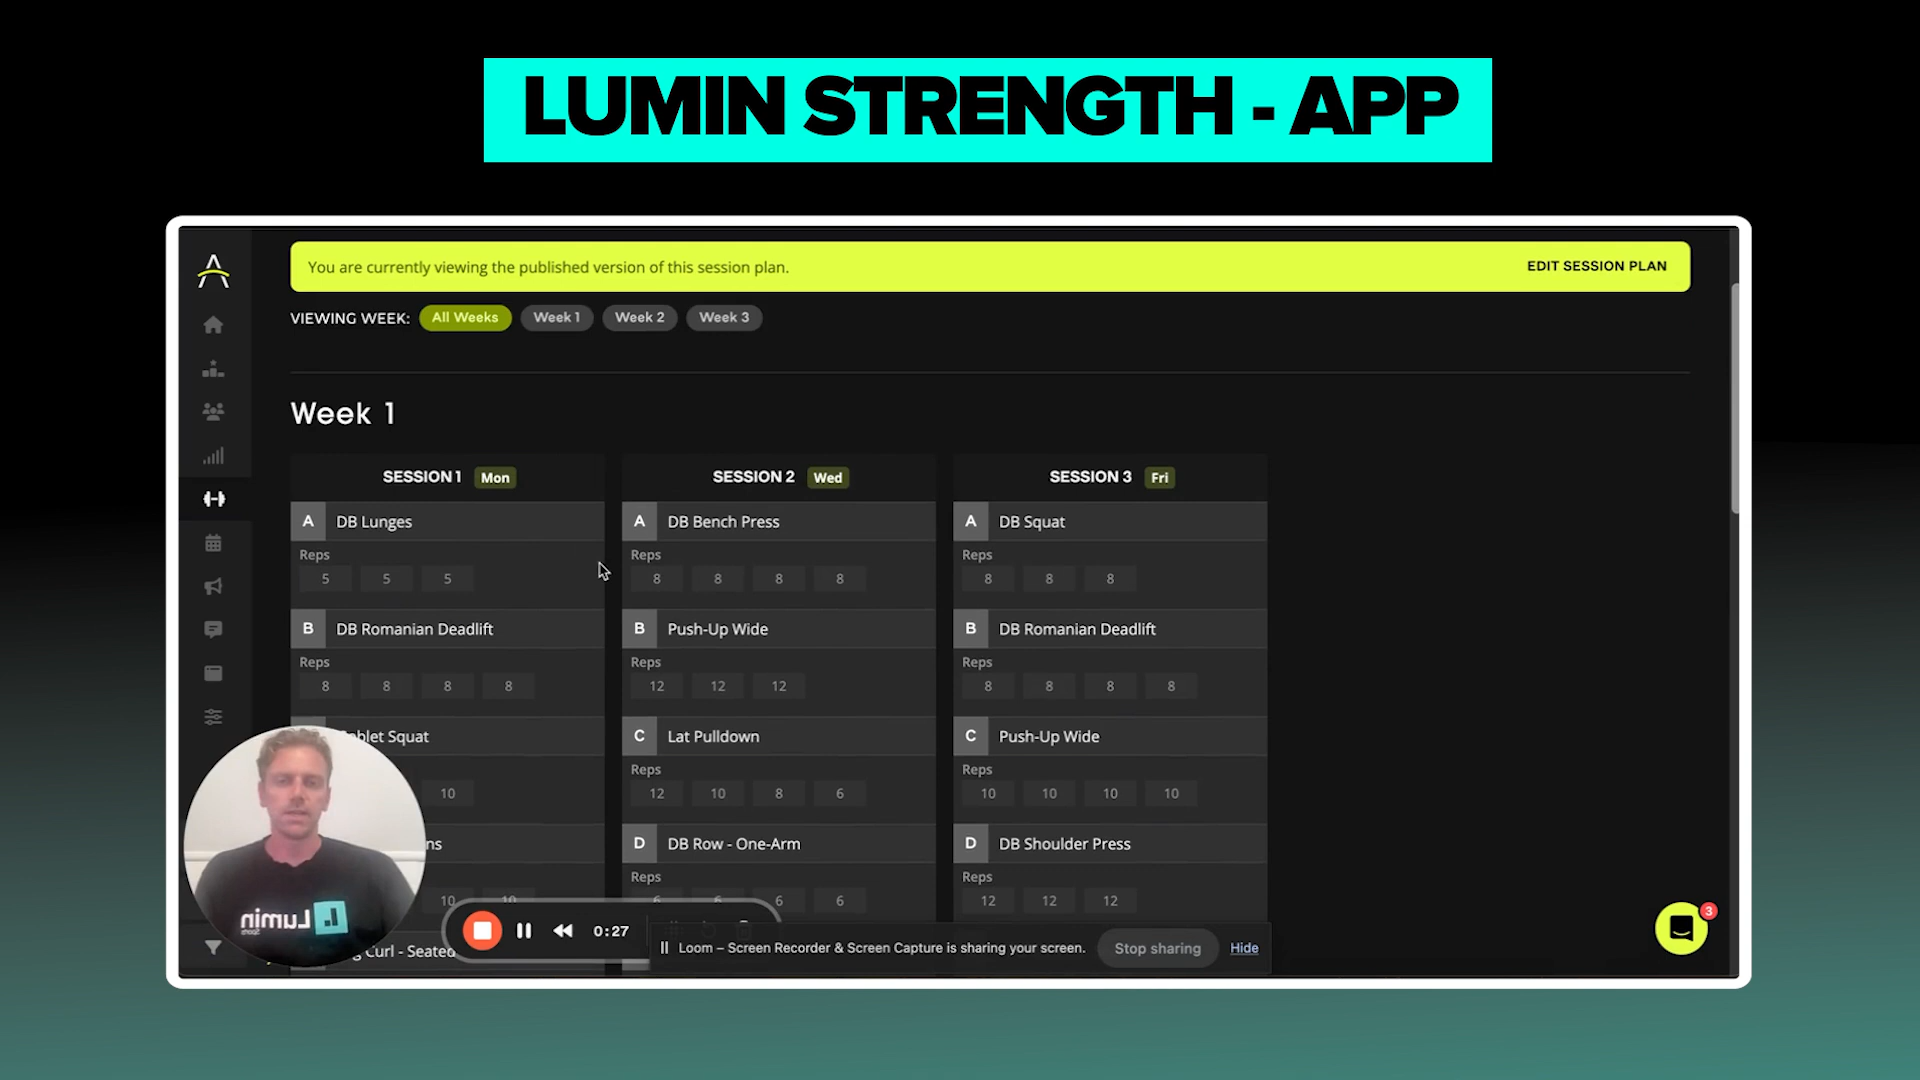 LUMIN STRENGTH - APP
You are currently viewing the published version of this session plan.
EDIT SESSION PLAN
VIEWING WEEK: All Weeks Week 1 Week 2 Week 3
Week 1
SESSION 1 Mon
A DB Lunges
Reps
5 5 5
B DB Romanian Deadlift
Reps
8 8 8 8
blet Squat
10
ns
10 10
Curl - Seated
SESSION 2 Wed
A DB Bench Press
Reps
8 8 8 8
B Push-Up Wide
Reps
12 12 12
C Lat Pulldown
Reps
12 10 8 6
D DB Row - One-Arm
Reps
6 6 6 6
SESSION 3 Fri
A DB Squat
Reps
8 8 8
B DB Romanian Deadlift
Reps
8 8 8 8
C Push-Up Wide
Reps
10 10 10 10
D DB Shoulder Press
Reps
12 12 12
Lumin
Sports
0:27
Loom – Screen Recorder & Screen Capture is sharing your screen.
Stop sharing
Hide
3